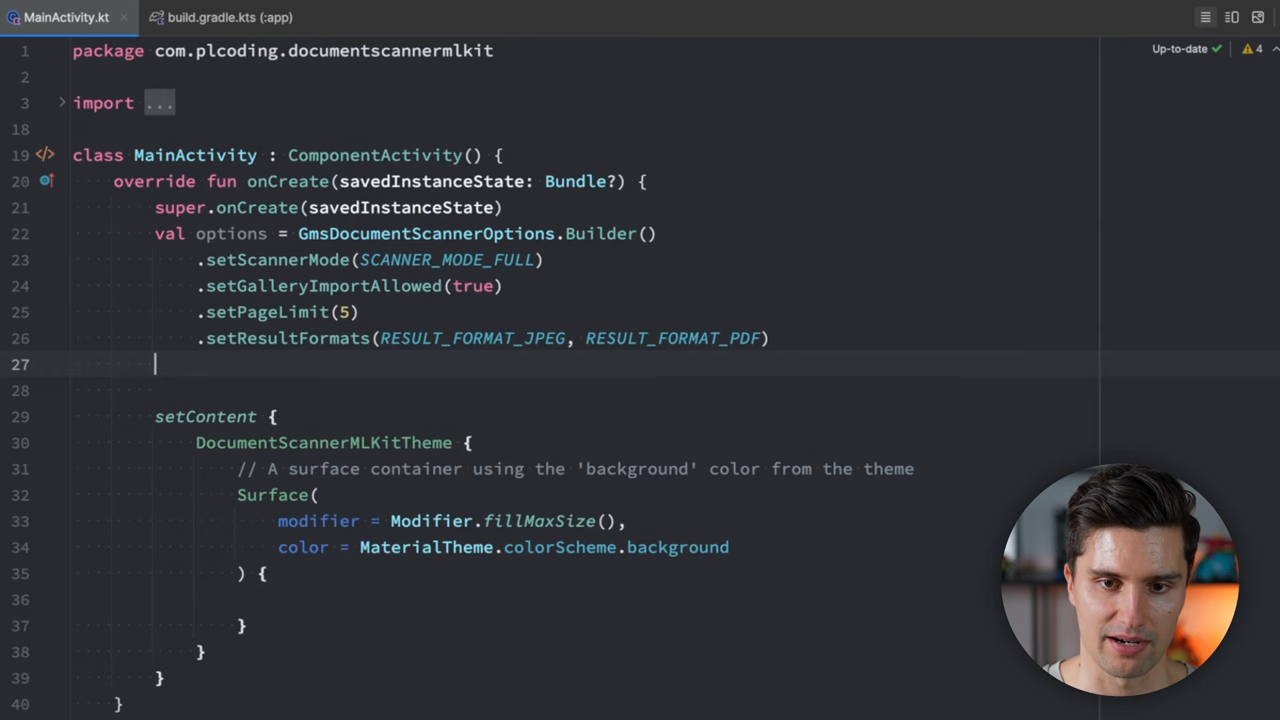 MainActivity.kt
build.gradle.kts (:app)
1 package com.plcoding.documentscannermlkit
Up-to-date 4
2
3 import ...
18
19 class MainActivity : ComponentActivity() {
20 override fun onCreate(savedInstanceState: Bundle?) {
21 super.onCreate(savedInstanceState)
22 val options = GmsDocumentScannerOptions.Builder()
23 .setScannerMode(SCANNER_MODE_FULL)
24 .setGalleryImportAllowed(true)
25 .setPageLimit(5)
26 .setResultFormats(RESULT_FORMAT_JPEG, RESULT_FORMAT_PDF)
27
28
29 setContent {
30 DocumentScannerMLKitTheme {
31 // A surface container using the 'background' color from the theme
32 Surface(
33 modifier = Modifier.fillMaxSize(),
34 color = MaterialTheme.colorScheme.background
35 ) {
36
37 }
38 }
39 }
40 }